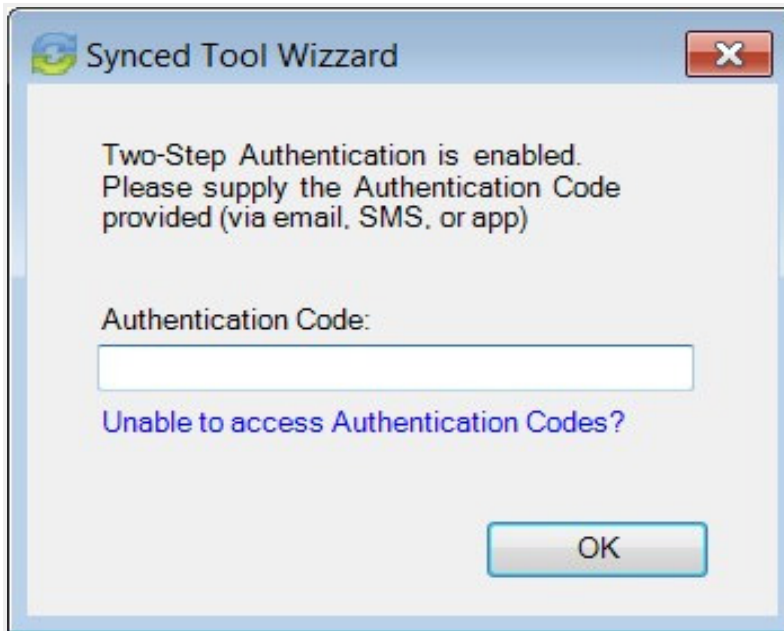 Synced Tool Wizzard
Two-Step Authentication is enabled.
Please supply the Authentication Code
provided (via email, SMS, or app)
Authentication Code:
Unable to access Authentication Codes?
OK